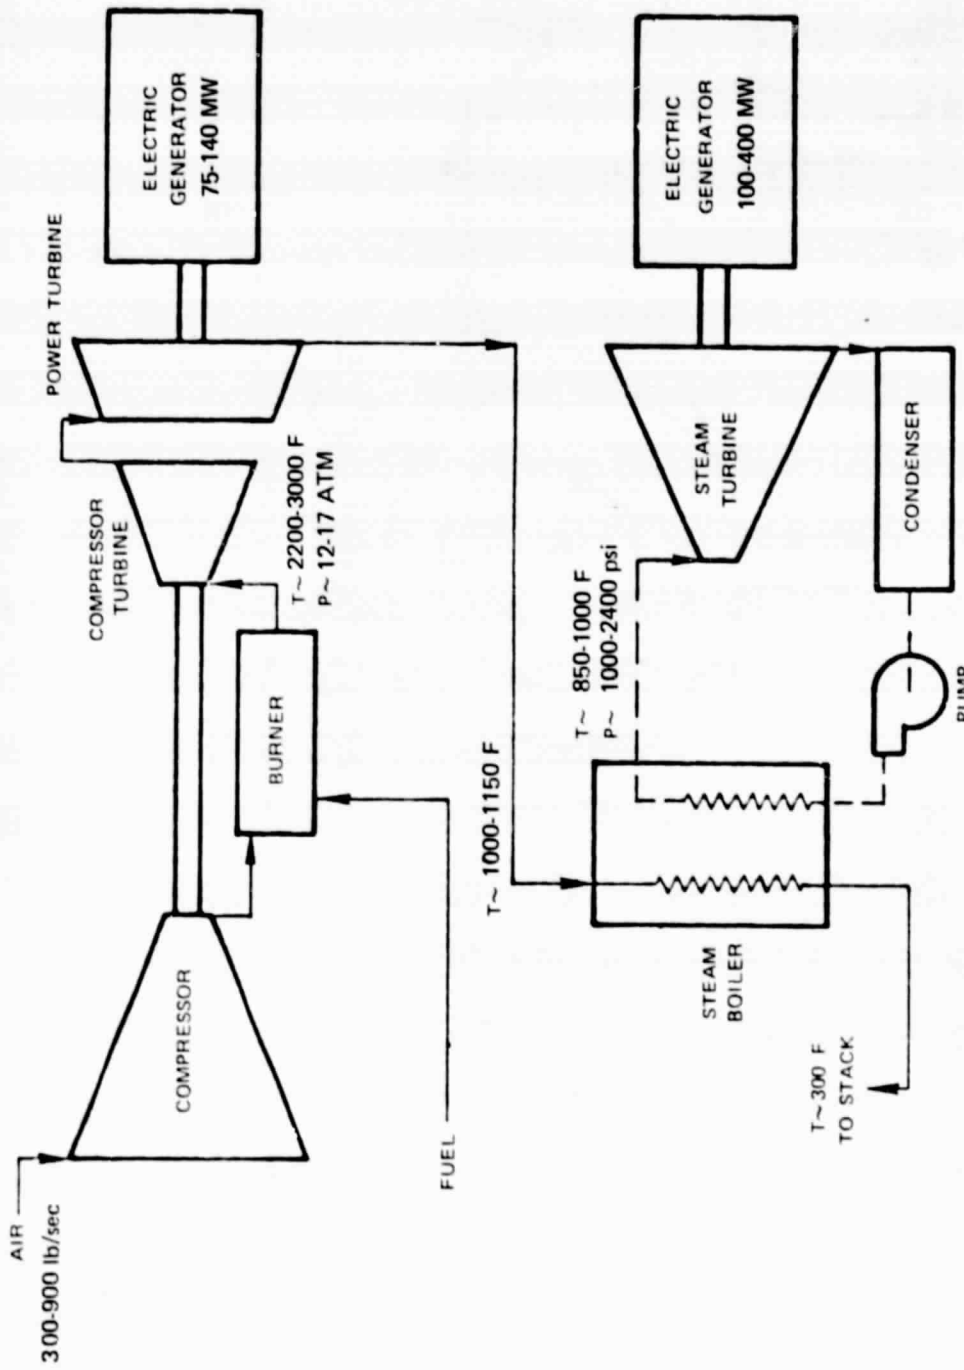 AIR
300-900 lb/sec
COMPRESSOR
FUEL
BURNER
COMPRESSOR
TURBINE
T~ 2200-3000 F
P~ 12-17 ATM
POWER TURBINE
ELECTRIC
GENERATOR
75-140 MW
T~ 1000-1150 F
STEAM
BOILER
T~300 F
TO STACK
T~ 850-1000 F
P~ 1000-2400 psi
STEAM
TURBINE
ELECTRIC
GENERATOR
100-400 MW
CONDENSER
PUMP